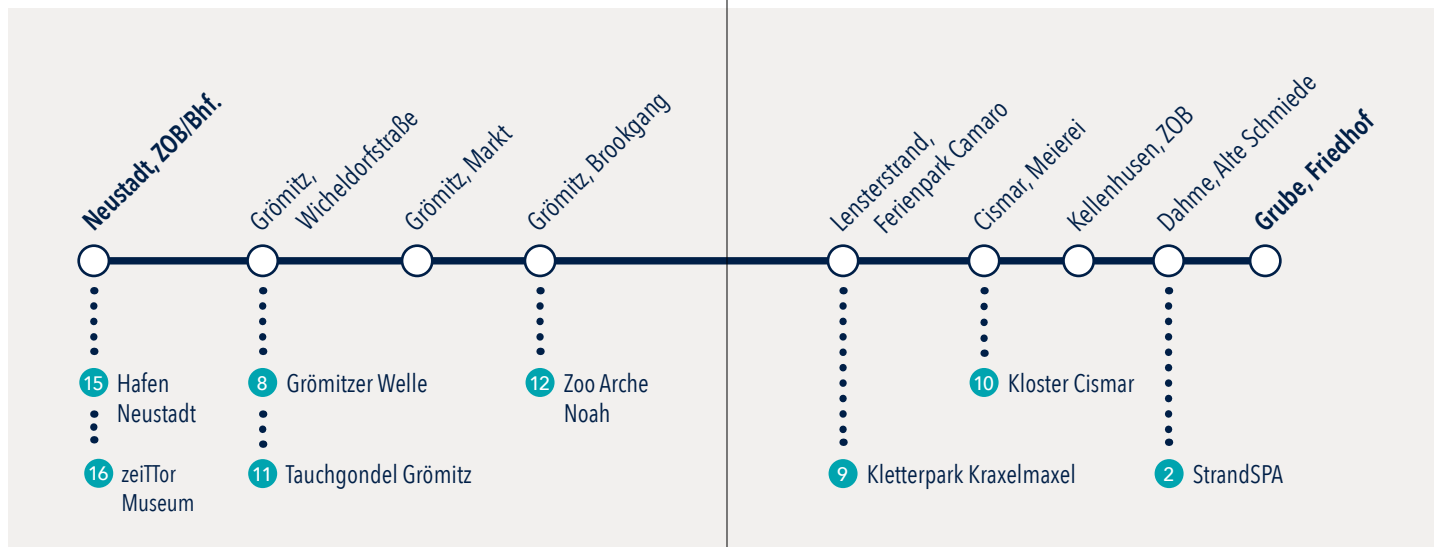 Neustadt, ZOB/Bhf.
Grömitz,
Wicheldorfstraße
Grömitz, Markt
Grömitz, Brookgang
Lensterstrand,
Ferienpark Camaro
Cismar, Meierei
Kellenhusen, ZOB
Dahme, Alte Schmiede
Grube, Friedhof
15 Hafen
Neustadt
8 Grömitzer Welle
12 Zoo Arche
Noah
10 Kloster Cismar
16 zeiTTor
Museum
11 Tauchgondel Grömitz
9 Kletterpark Kraxelmaxel
2 StrandSPA